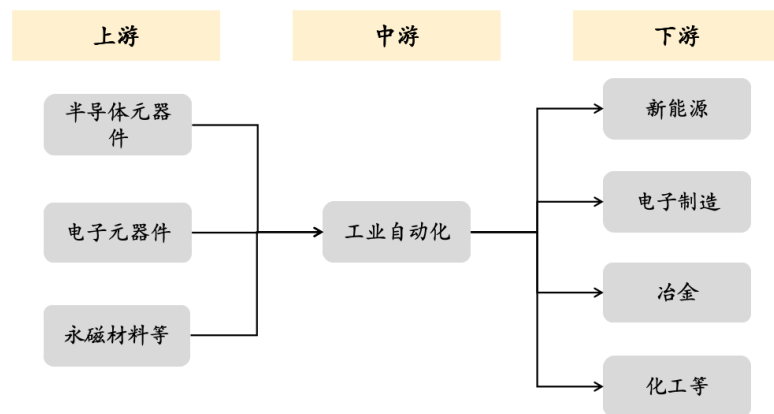 上游
中游
下游
半导体元器
件
电子元器件
永磁材料等
工业自动化
新能源
电子制造
冶金
化工等